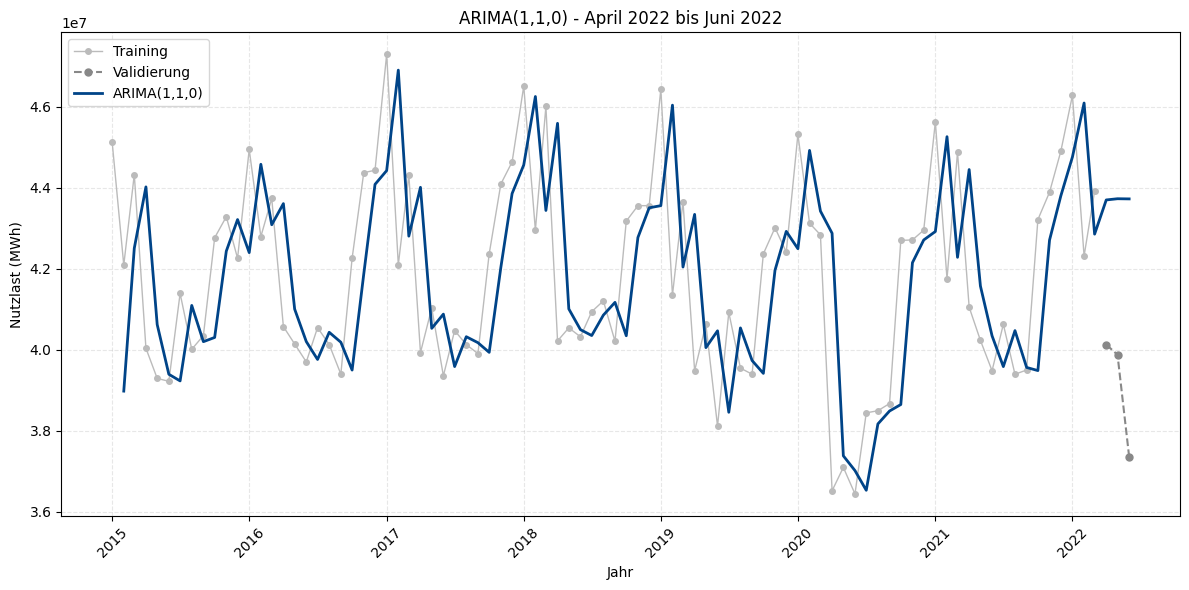 ARIMA(1,1,0) - April 2022 bis Juni 2022
1e7
Training
Validierung
ARIMA(1,1,0)
4.6
4.4
4.2
4.0
3.8
3.6
Nutzlast (MWh)
2015 2016 2017 2018 2019 2020 2021 2022
Jahr